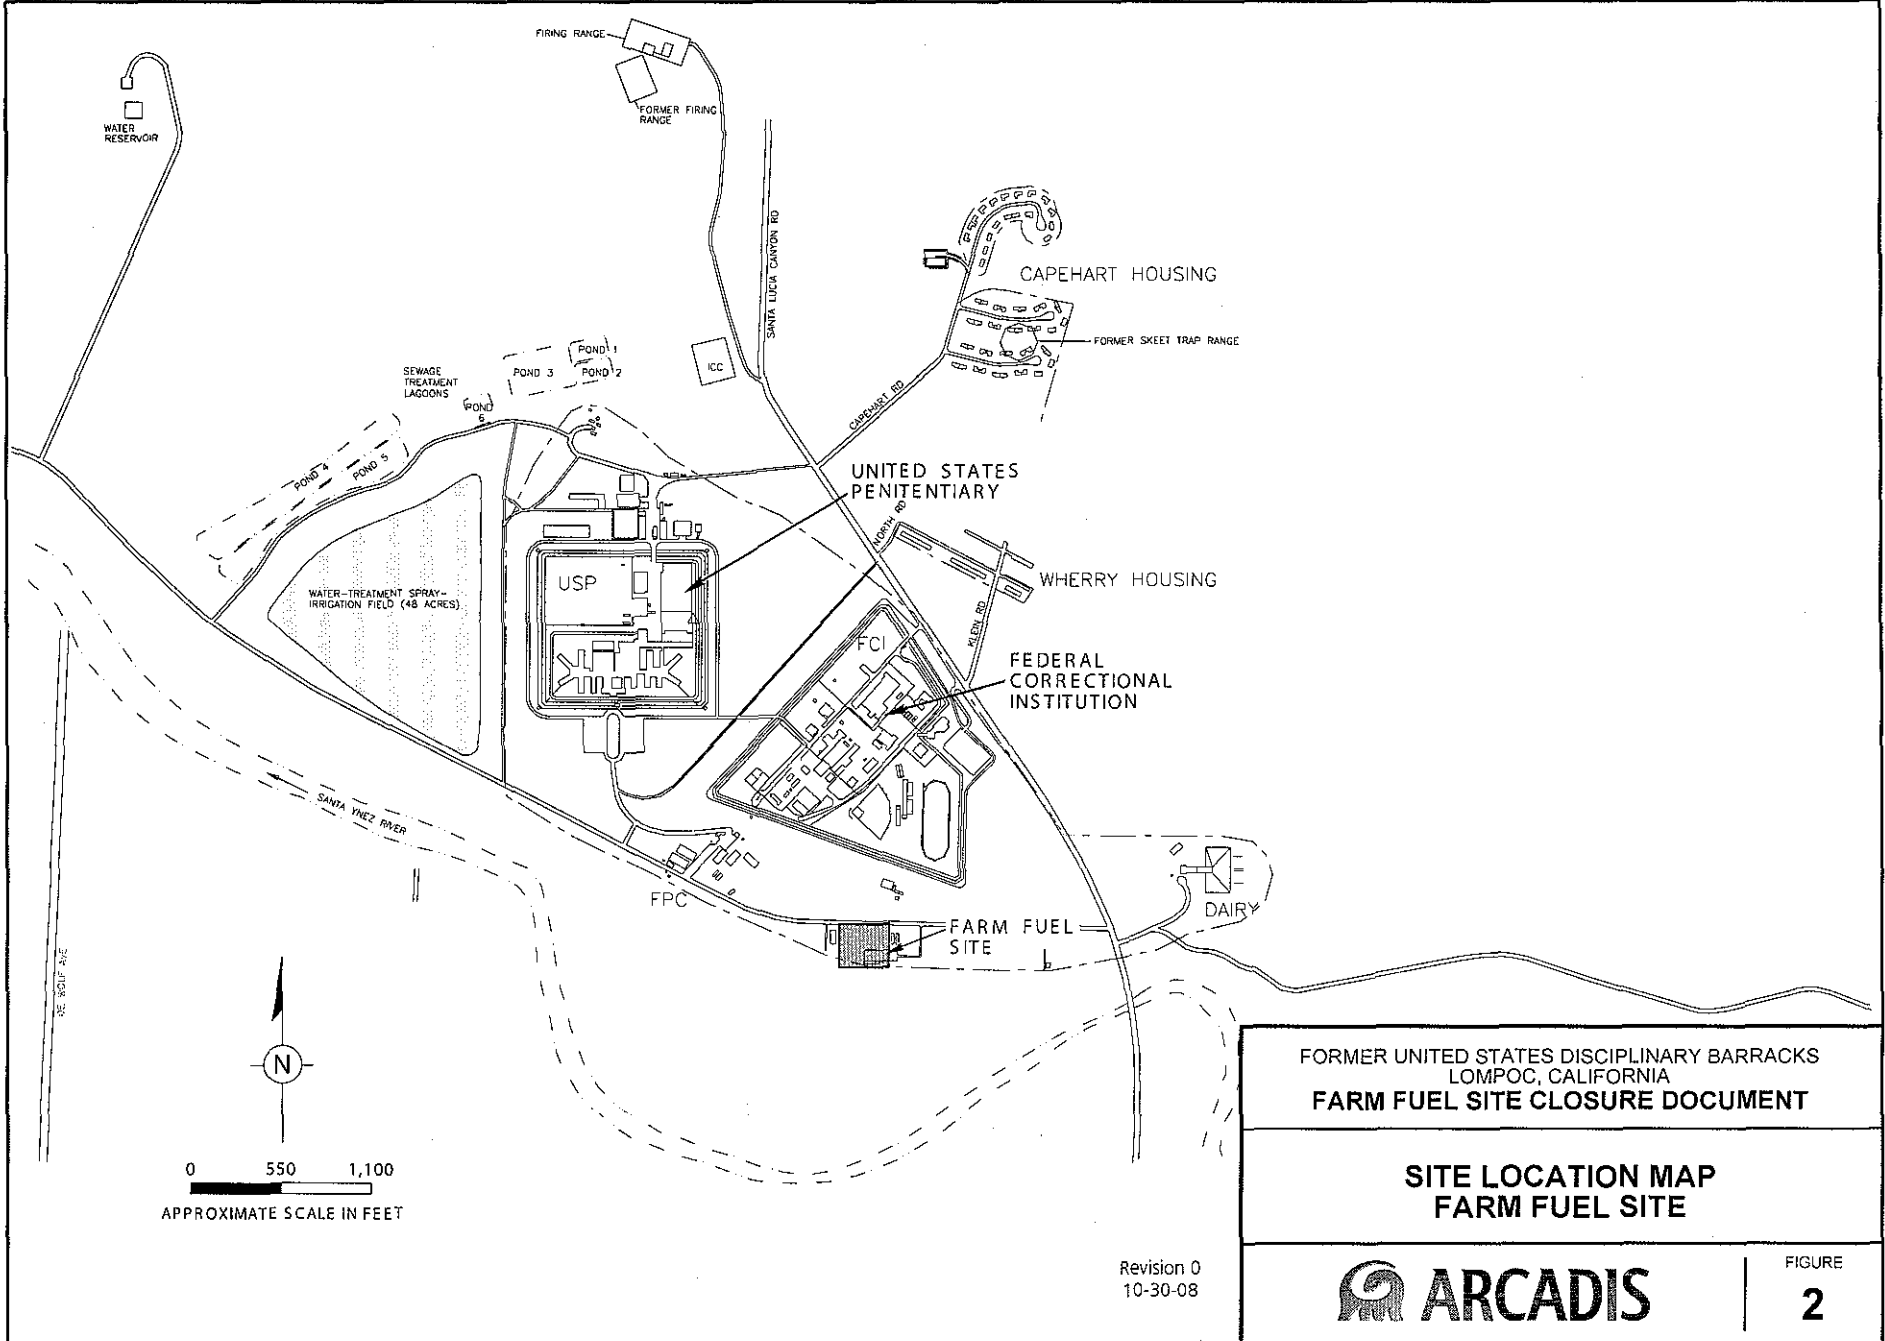 FIRING RANGE
FORMER FIRING
RANGE
WATER
RESERVOIR
SANTA LUCIA CANYON RD
CAPEHART HOUSING
FORMER SKEET TRAP RANGE
POND 1
POND 3
POND 2
ICC
SEWAGE
TREATMENT
LAGOONS
POND
6
CAPEHART RD
POND 4
POND 5
UNITED STATES
PENITENTIARY
NORTH RD
USP
WHERRY HOUSING
WATER-TREATMENT SPRAY-
IRRIGATION FIELD (48 ACRES)
KLEIN RD
FCI
FEDERAL
CORRECTIONAL
INSTITUTION
SANTA YNEZ RIVER
FPC
DAIRY
FARM FUEL
SITE
DE WOLF AVE
N
0 550 1,100
APPROXIMATE SCALE IN FEET
FORMER UNITED STATES DISCIPLINARY BARRACKS
LOMPOC, CALIFORNIA
FARM FUEL SITE CLOSURE DOCUMENT
SITE LOCATION MAP
FARM FUEL SITE
Revision 0
10-30-08
ARCADIS
FIGURE
2